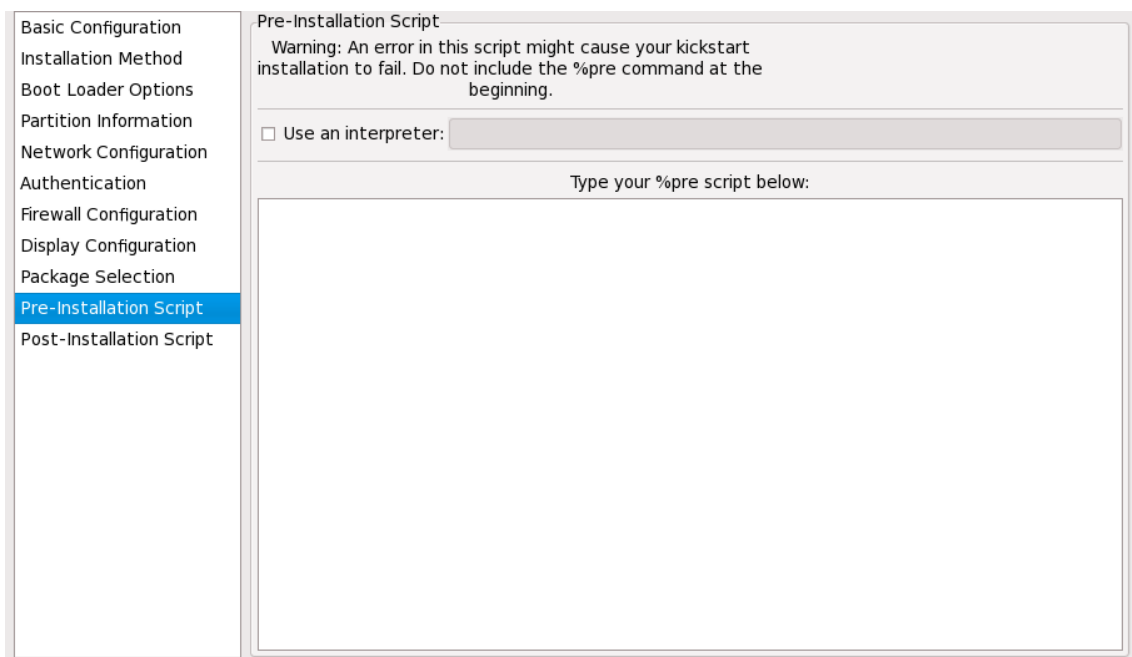 Basic Configuration
Installation Method
Boot Loader Options
Partition Information
Network Configuration
Authentication
Firewall Configuration
Display Configuration
Package Selection
Pre-Installation Script
Post-Installation Script
Pre-Installation Script
Warning: An error in this script might cause your kickstart
installation to fail. Do not include the %pre command at the
beginning.
Use an interpreter:
Type your %pre script below: